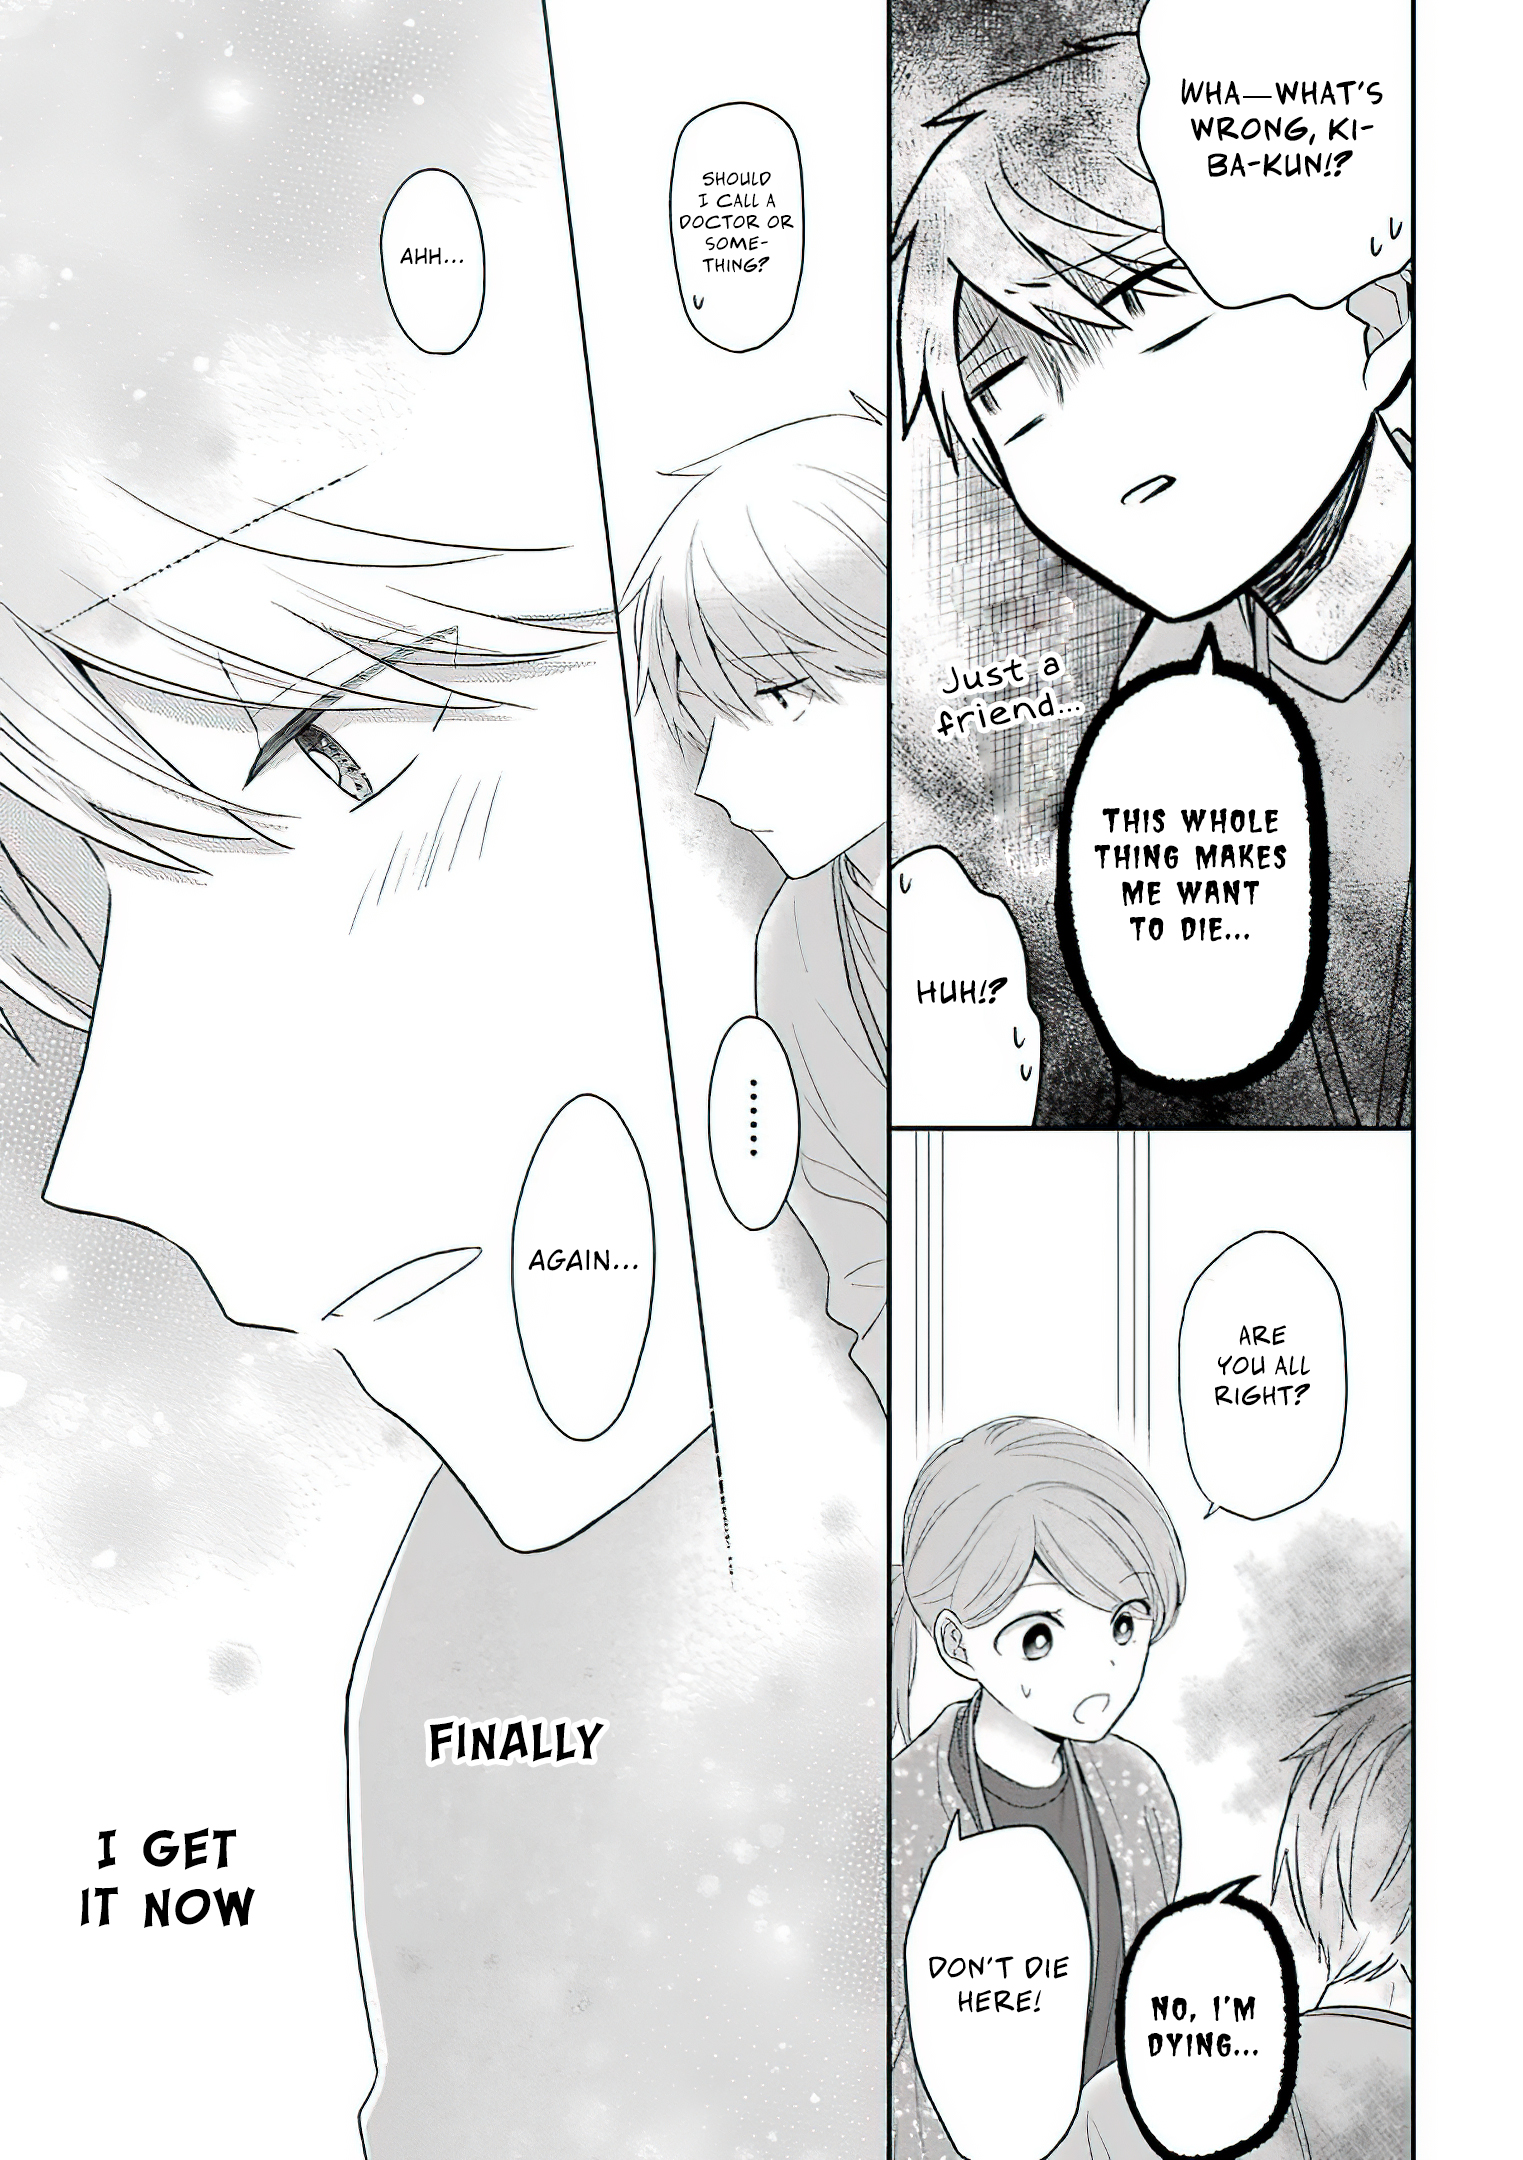 WHA—WHAT'S
WRONG, KI-
BA-KUN!?
Just a
friend...
THIS WHOLE
THING MAKES
ME WANT
TO DIE...
HUH!?
ARE
YOU ALL
RIGHT?
NO, I'M
DYING...
DON'T DIE
HERE!
SHOULD
I CALL A
DOCTOR OR
SOME-
THING?
......
AHH...
AGAIN...
FINALLY
I GET
IT NOW